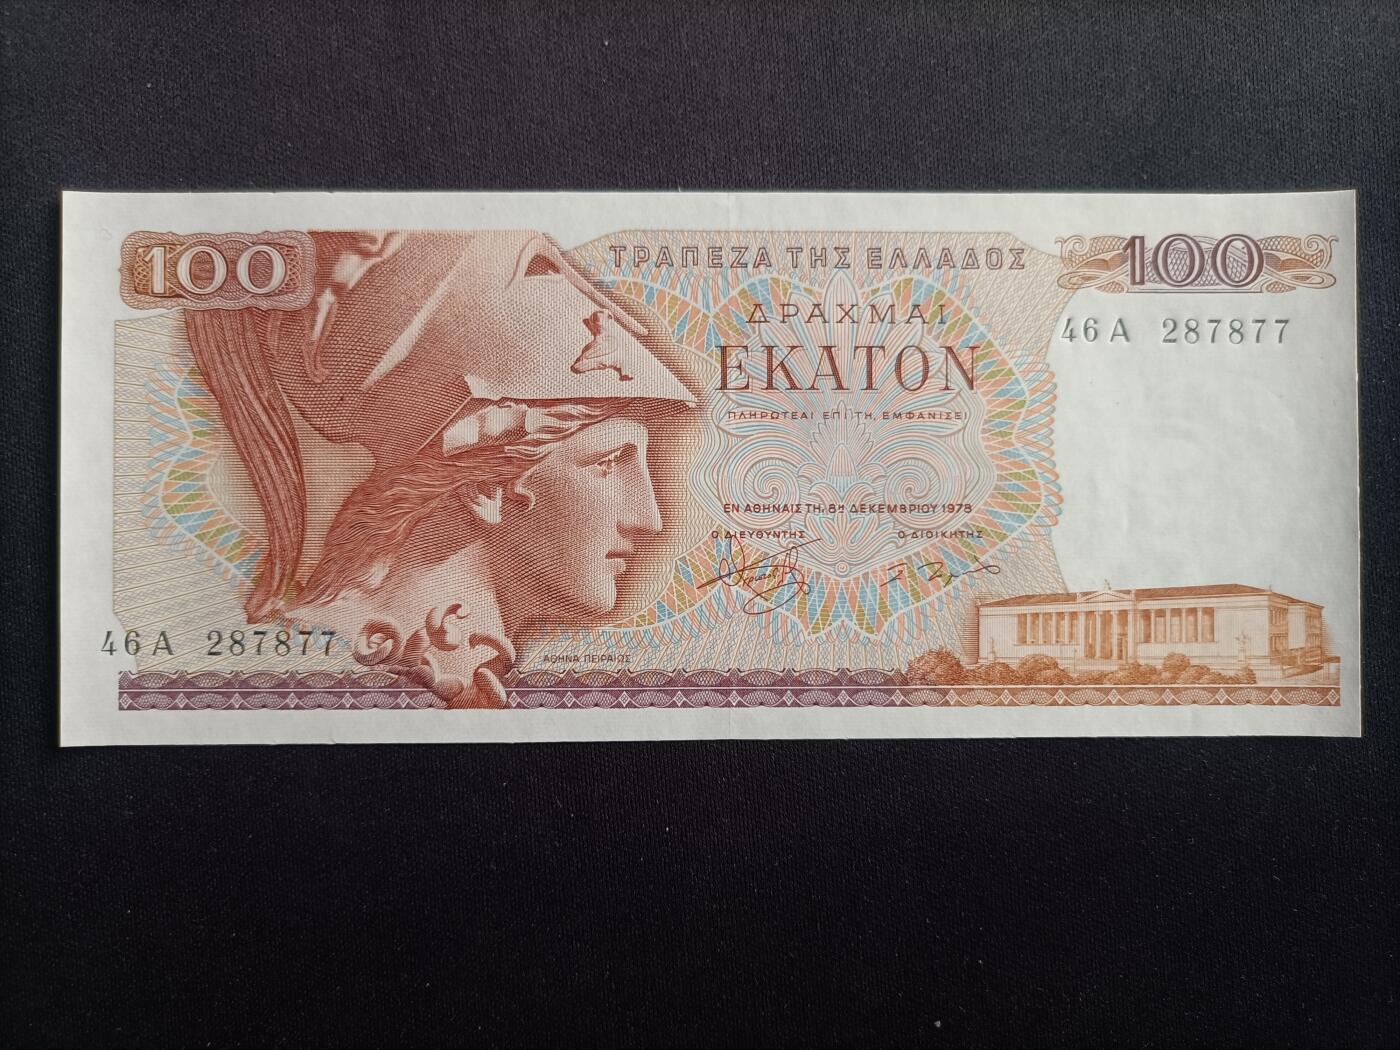 100
ΤΡΑΠΕΖΑ ΤΗΣ ΕΛΛΑΔΟΣ
100
ΔΡΑΧΜΑΙ
46Α 287877
ΕΚΑΤΟΝ
ΠΛΗΡΩΤΕΑΙ ΕΠΙ ΤΗ, ΕΜΦΑΝΙΣΕΙ
ΕΝ ΑΘΗΝΑΙΣ ΤΗ, 8η ΔΕΚΕΜΒΡΙΟΥ 1978
Ο ΔΙΕΥΘΥΝΤΗΣ
Ο ΔΙΟΙΚΗΤΗΣ
46Α 287877
ΑΘΗΝΑ ΠΕΙΡΑΙΩΣ